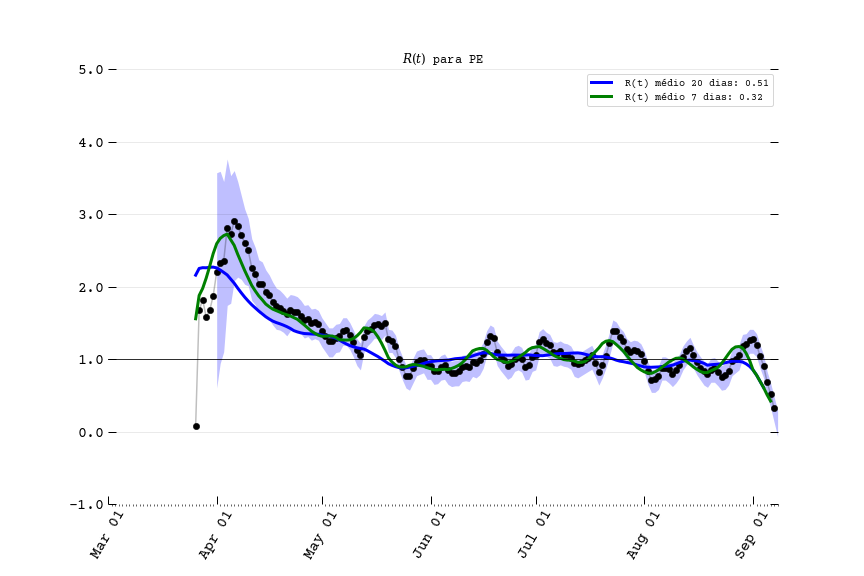 R(t) para PE
5.0
R(t) médio 20 dias: 0.51
R(t) médio 7 dias: 0.32
4.0
3.0
2.0
1.0
0.0
-1.0
Mar 01
Apr 01
May 01
Jun 01
Jul 01
Aug 01
Sep 01